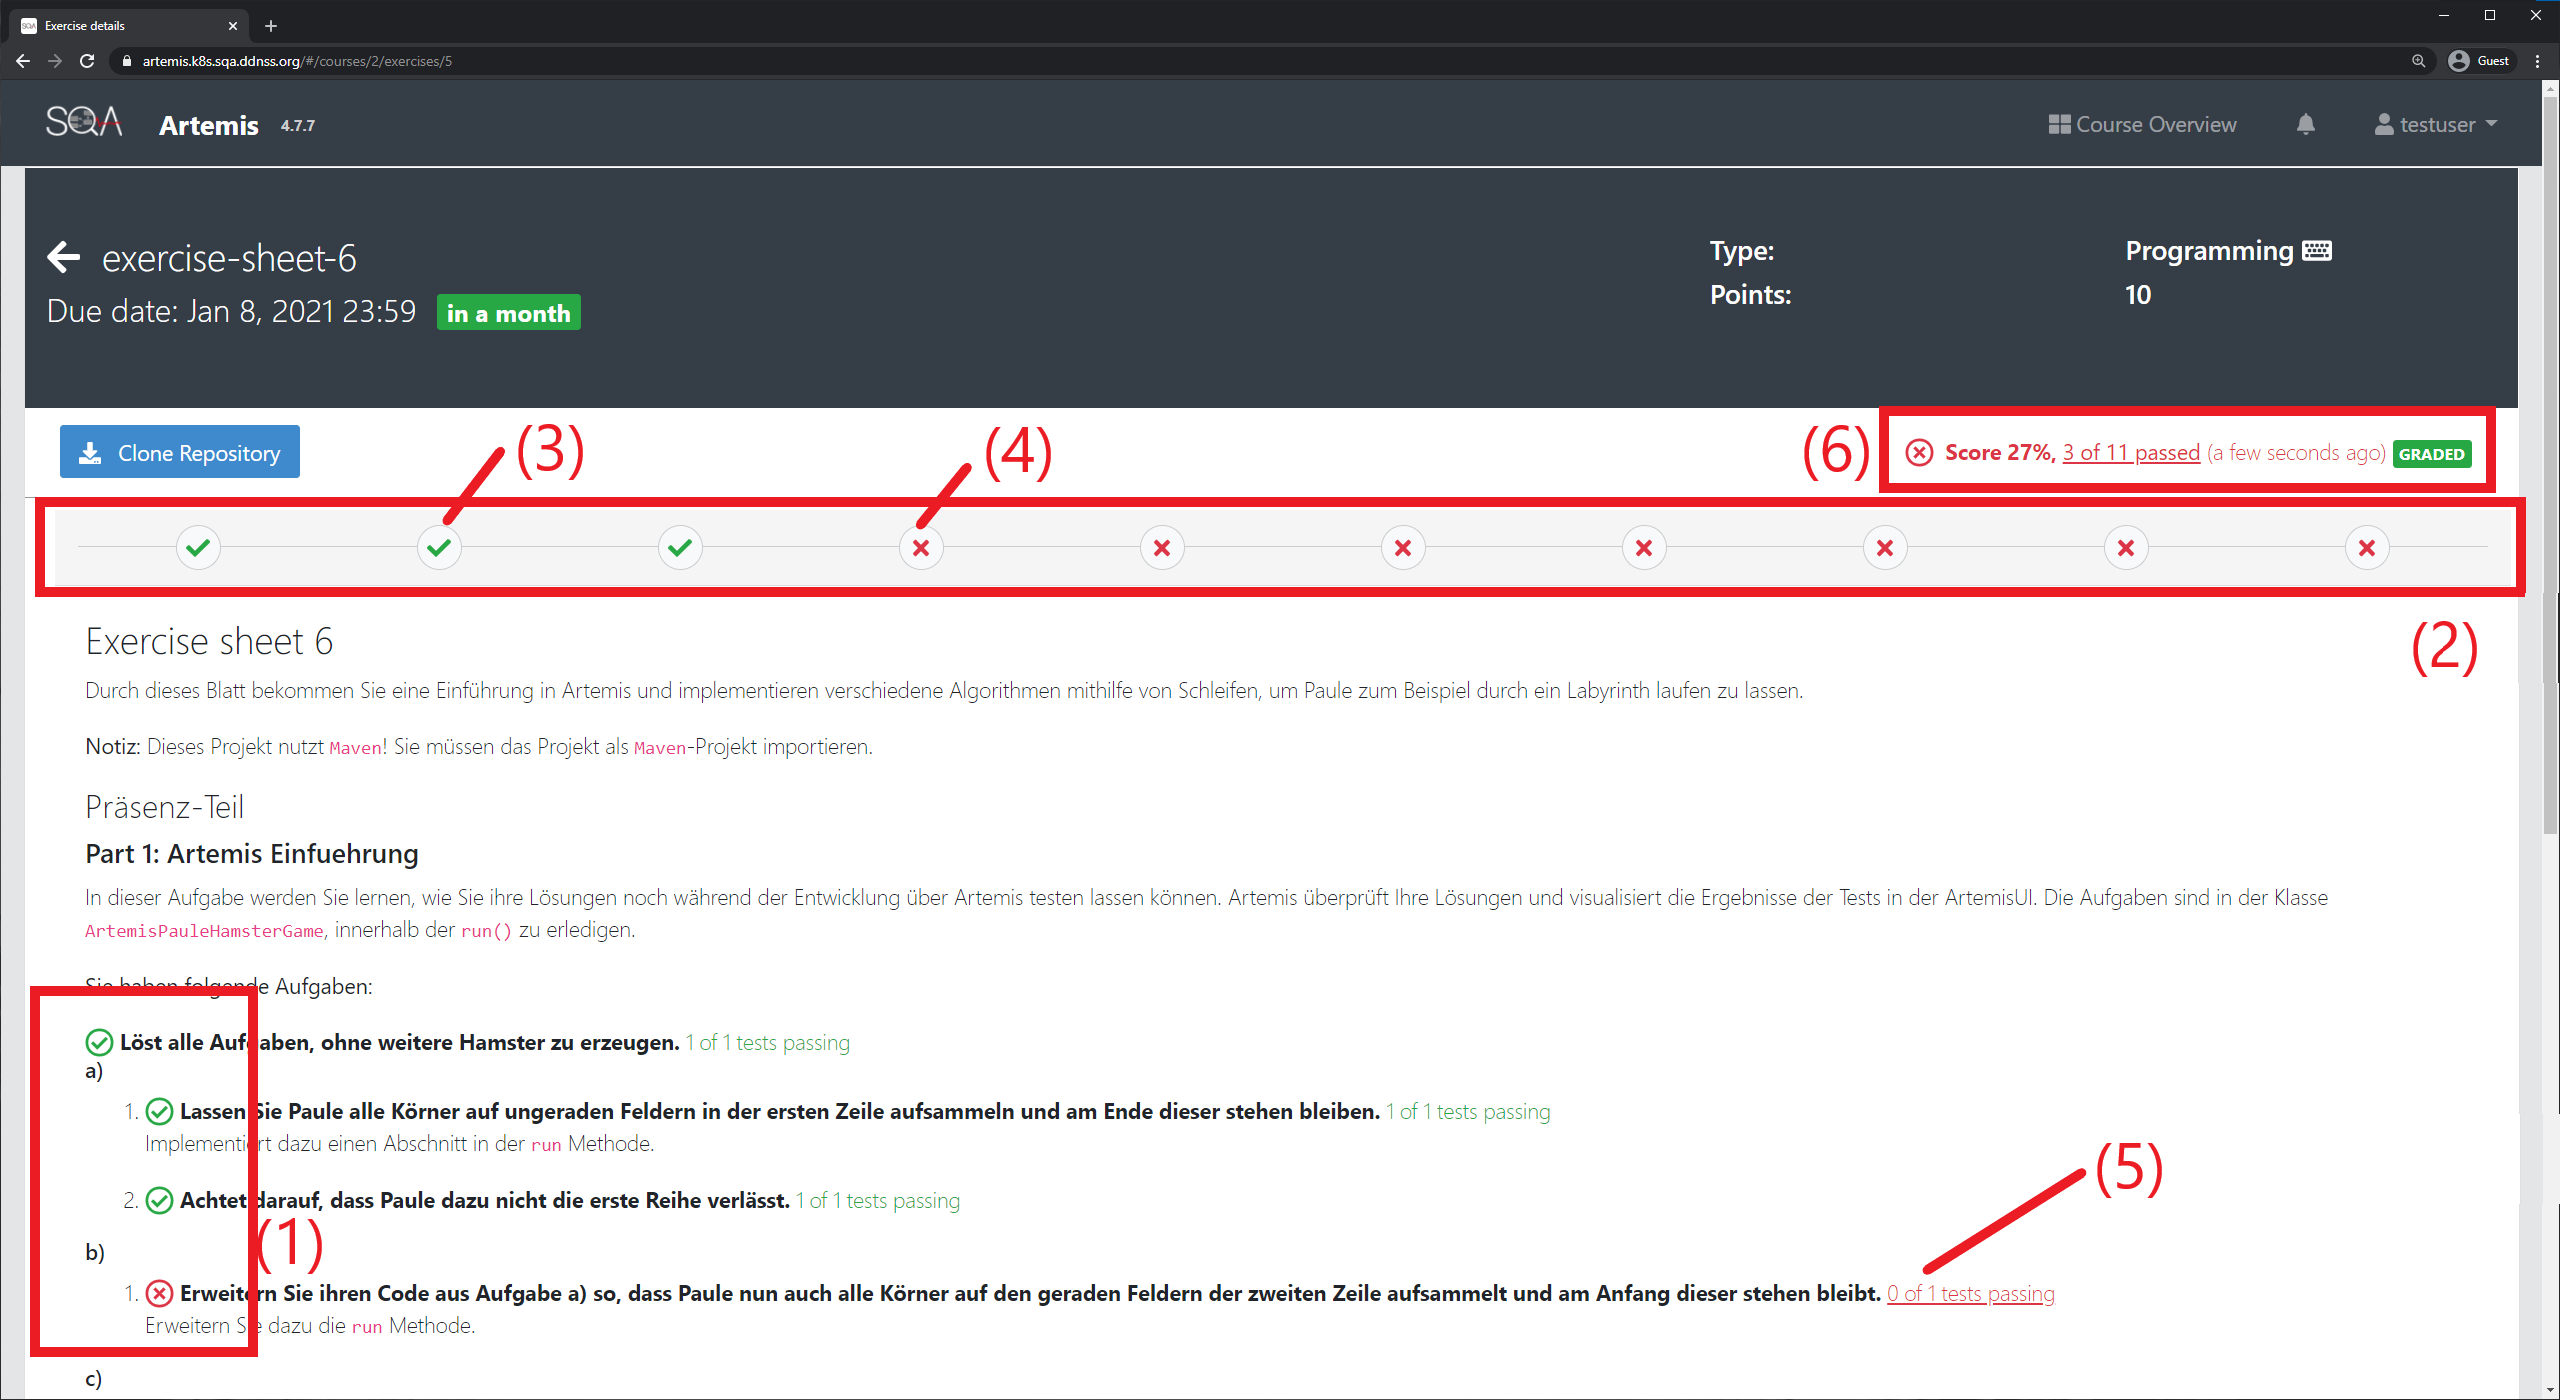 Exercise details
artemis.k8s.sqa.ddnss.org/#/courses/2/exercises/5
Guest
SQA Artemis 4.7.7
Course Overview
testuser
exercise-sheet-6
Due date: Jan 8, 2021 23:59 in a month
Type: Programming
Points: 10
Clone Repository
(3)
(4)
(6)
Score 27%, 3 of 11 passed (a few seconds ago) GRADED
Exercise sheet 6
(2)
Durch dieses Blatt bekommen Sie eine Einführung in Artemis und implementieren verschiedene Algorithmen mithilfe von Schleifen, um Paule zum Beispiel durch ein Labyrinth laufen zu lassen.
Notiz: Dieses Projekt nutzt Maven! Sie müssen das Projekt als Maven-Projekt importieren.
Präsenz-Teil
Part 1: Artemis Einfuehrung
In dieser Aufgabe werden Sie lernen, wie Sie ihre Lösungen noch während der Entwicklung über Artemis testen lassen können. Artemis überprüft Ihre Lösungen und visualisiert die Ergebnisse der Tests in der ArtemisUI. Die Aufgaben sind in der Klasse
ArtemisPauleHamsterGame, innerhalb der run() zu erledigen.
Sie haben folgende Aufgaben:
Löst alle Aufgaben, ohne weitere Hamster zu erzeugen. 1 of 1 tests passing
a)
1. Lassen Sie Paule alle Körner auf ungeraden Feldern in der ersten Zeile aufsammeln und am Ende dieser stehen bleiben. 1 of 1 tests passing
Implementiert dazu einen Abschnitt in der run Methode.
(5)
2. Achtet darauf, dass Paule dazu nicht die erste Reihe verlässt. 1 of 1 tests passing
(1)
b)
1. Erweitern Sie ihren Code aus Aufgabe a) so, dass Paule nun auch alle Körner auf den geraden Feldern der zweiten Zeile aufsammelt und am Anfang dieser stehen bleibt. 0 of 1 tests passing
Erweitern Sie dazu die run Methode.
c)